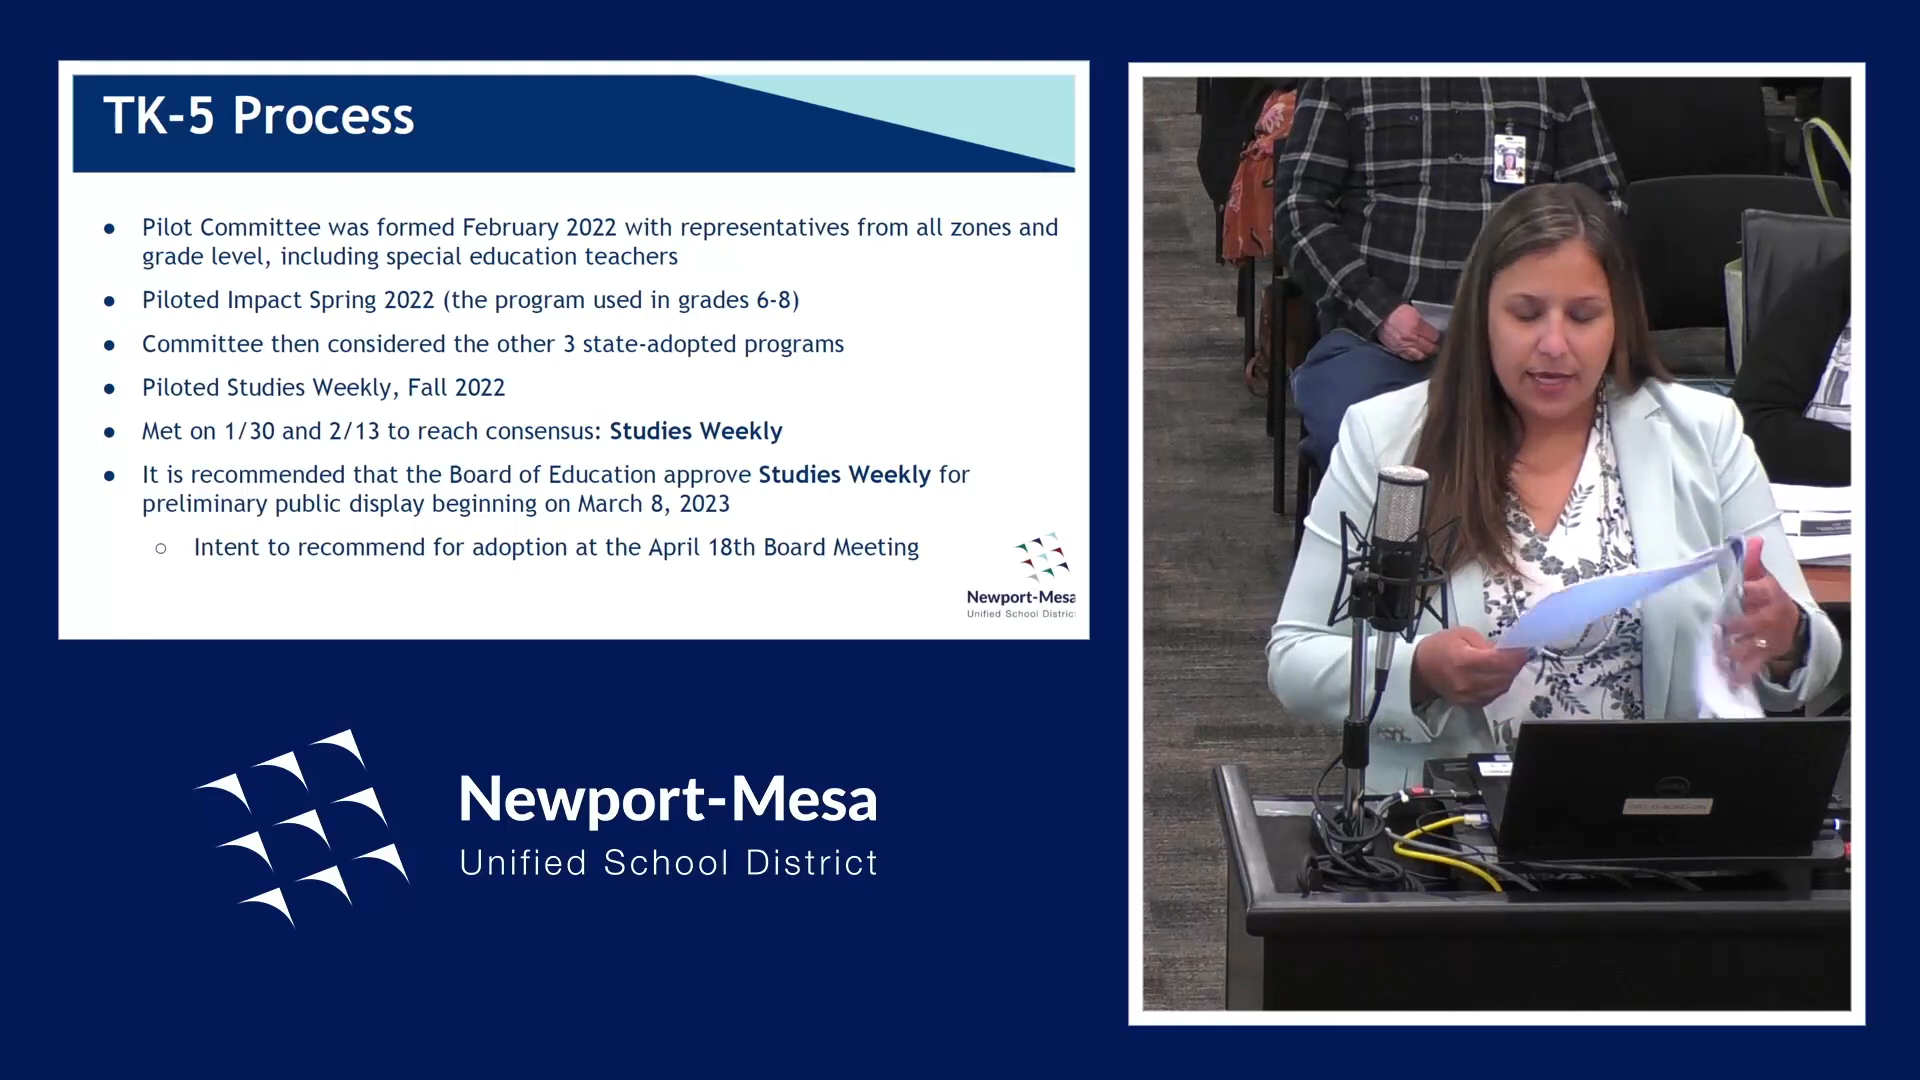 TK-5 Process
● Pilot Committee was formed February 2022 with representatives from all zones and
grade level, including special education teachers
● Piloted Impact Spring 2022 (the program used in grades 6-8)
● Committee then considered the other 3 state-adopted programs
● Piloted Studies Weekly, Fall 2022
● Met on 1/30 and 2/13 to reach consensus: Studies Weekly
● It is recommended that the Board of Education approve Studies Weekly for
preliminary public display beginning on March 8, 2023
○ Intent to recommend for adoption at the April 18th Board Meeting
Newport-Mesa
Unified School District
Newport-Mesa
Unified School District
DELL